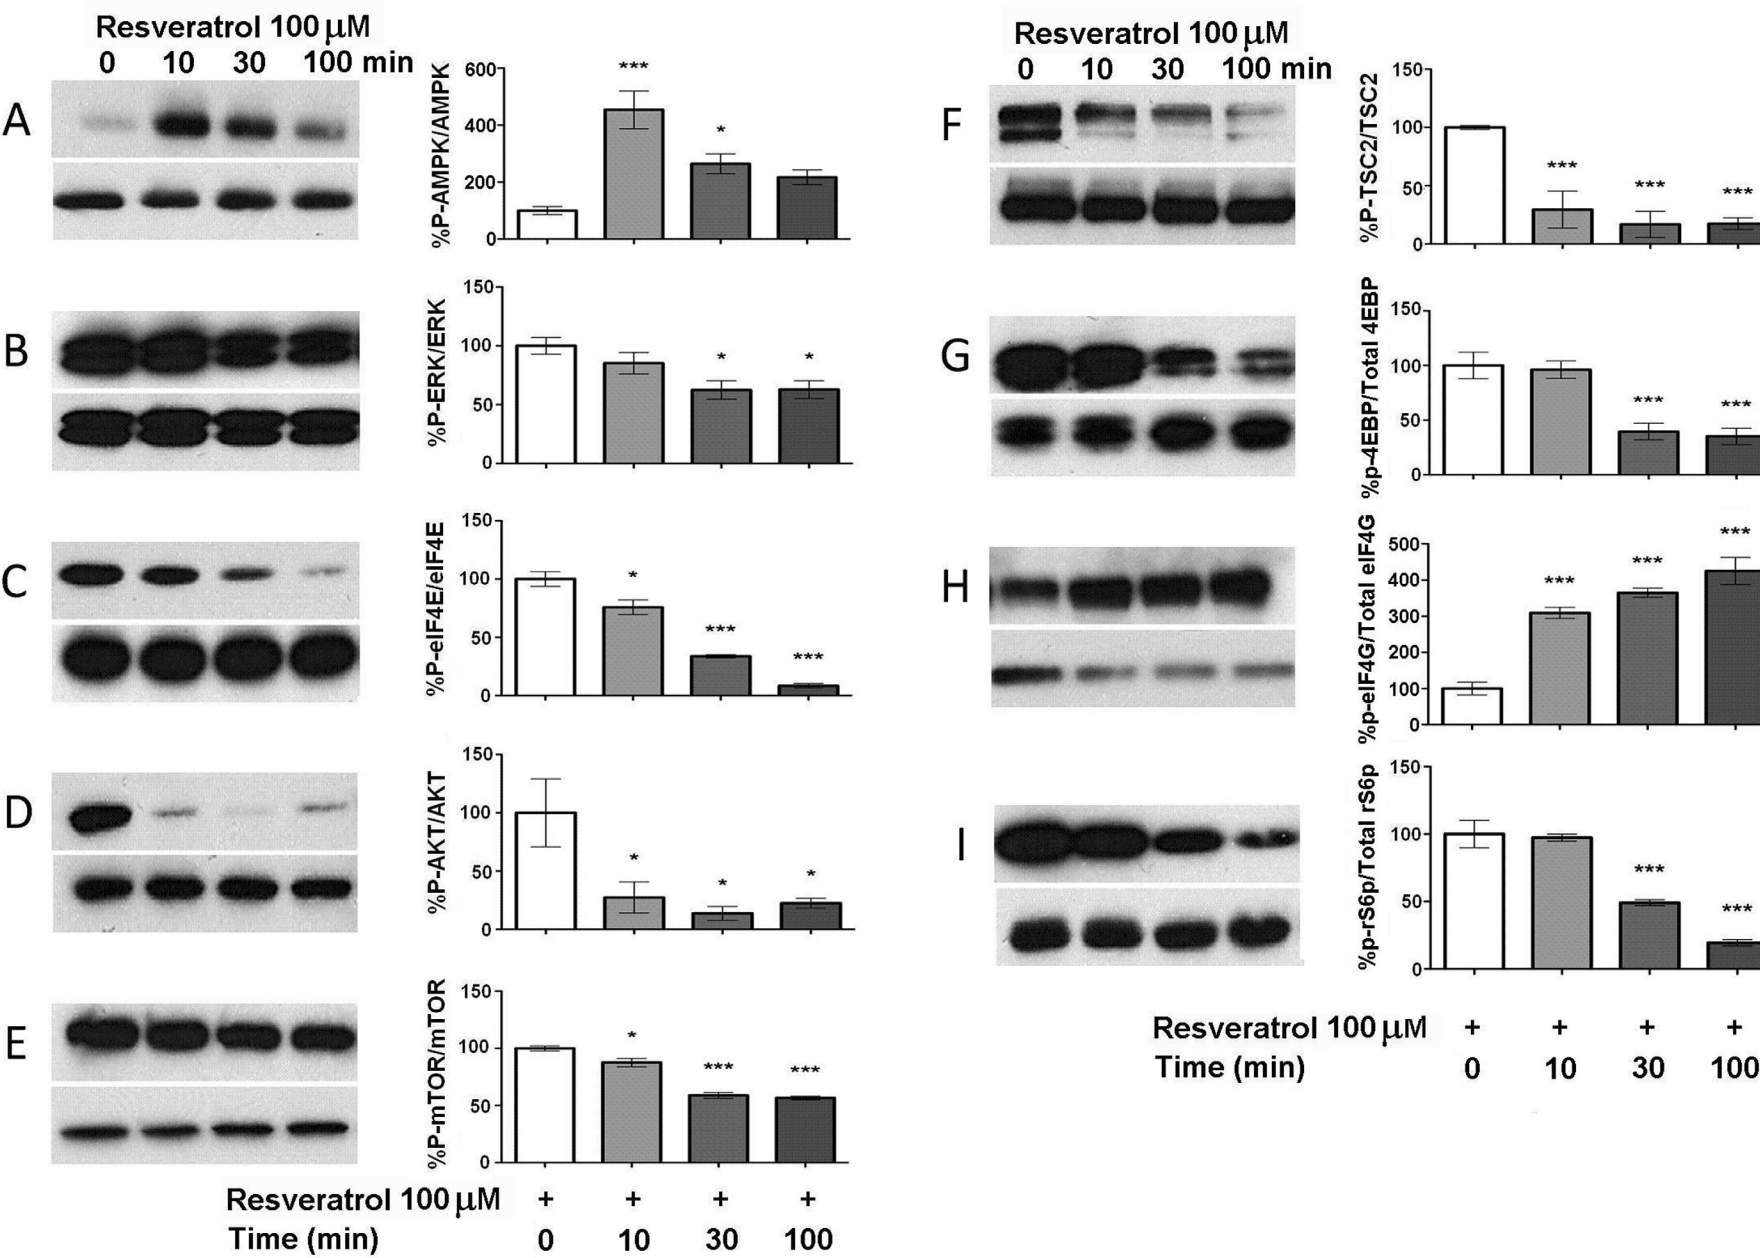 Resveratrol 100 μM
0 10 30 100 min
A
%P-AMPK/AMPK
600
400
200
0
***
*
B
%P-ERK/ERK
150
100
50
0
*
*
C
%P-eIF4E/eIF4E
150
100
50
0
*
***
***
D
%P-AKT/AKT
150
100
50
0
*
*
*
E
%P-mTOR/mTOR
150
100
50
0
*
***
***
Resveratrol 100 μM + + + +
Time (min) 0 10 30 100
Resveratrol 100 μM
0 10 30 100 min
F
%P-TSC2/TSC2
150
100
50
0
***
***
***
G
%p-4EBP/Total 4EBP
150
100
50
0
***
***
H
%p-eIF4G/Total eIF4G
500
400
300
200
100
0
***
***
***
I
%p-rS6p/Total rS6p
150
100
50
0
***
***
Resveratrol 100 μM + + + +
Time (min) 0 10 30 100